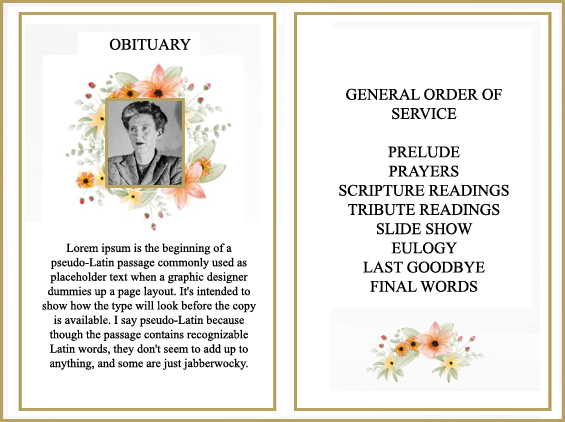 OBITUARY
Lorem ipsum is the beginning of a
pseudo-Latin passage commonly used as
placeholder text when a graphic designer
dummies up a page layout. It's intended to
show how the type will look before the copy
is available. I say pseudo-Latin because
though the passage contains recognizable
Latin words, they don't seem to add up to
anything, and some are just jabberwocky.
GENERAL ORDER OF
SERVICE
PRELUDE
PRAYERS
SCRIPTURE READINGS
TRIBUTE READINGS
SLIDE SHOW
EULOGY
LAST GOODBYE
FINAL WORDS